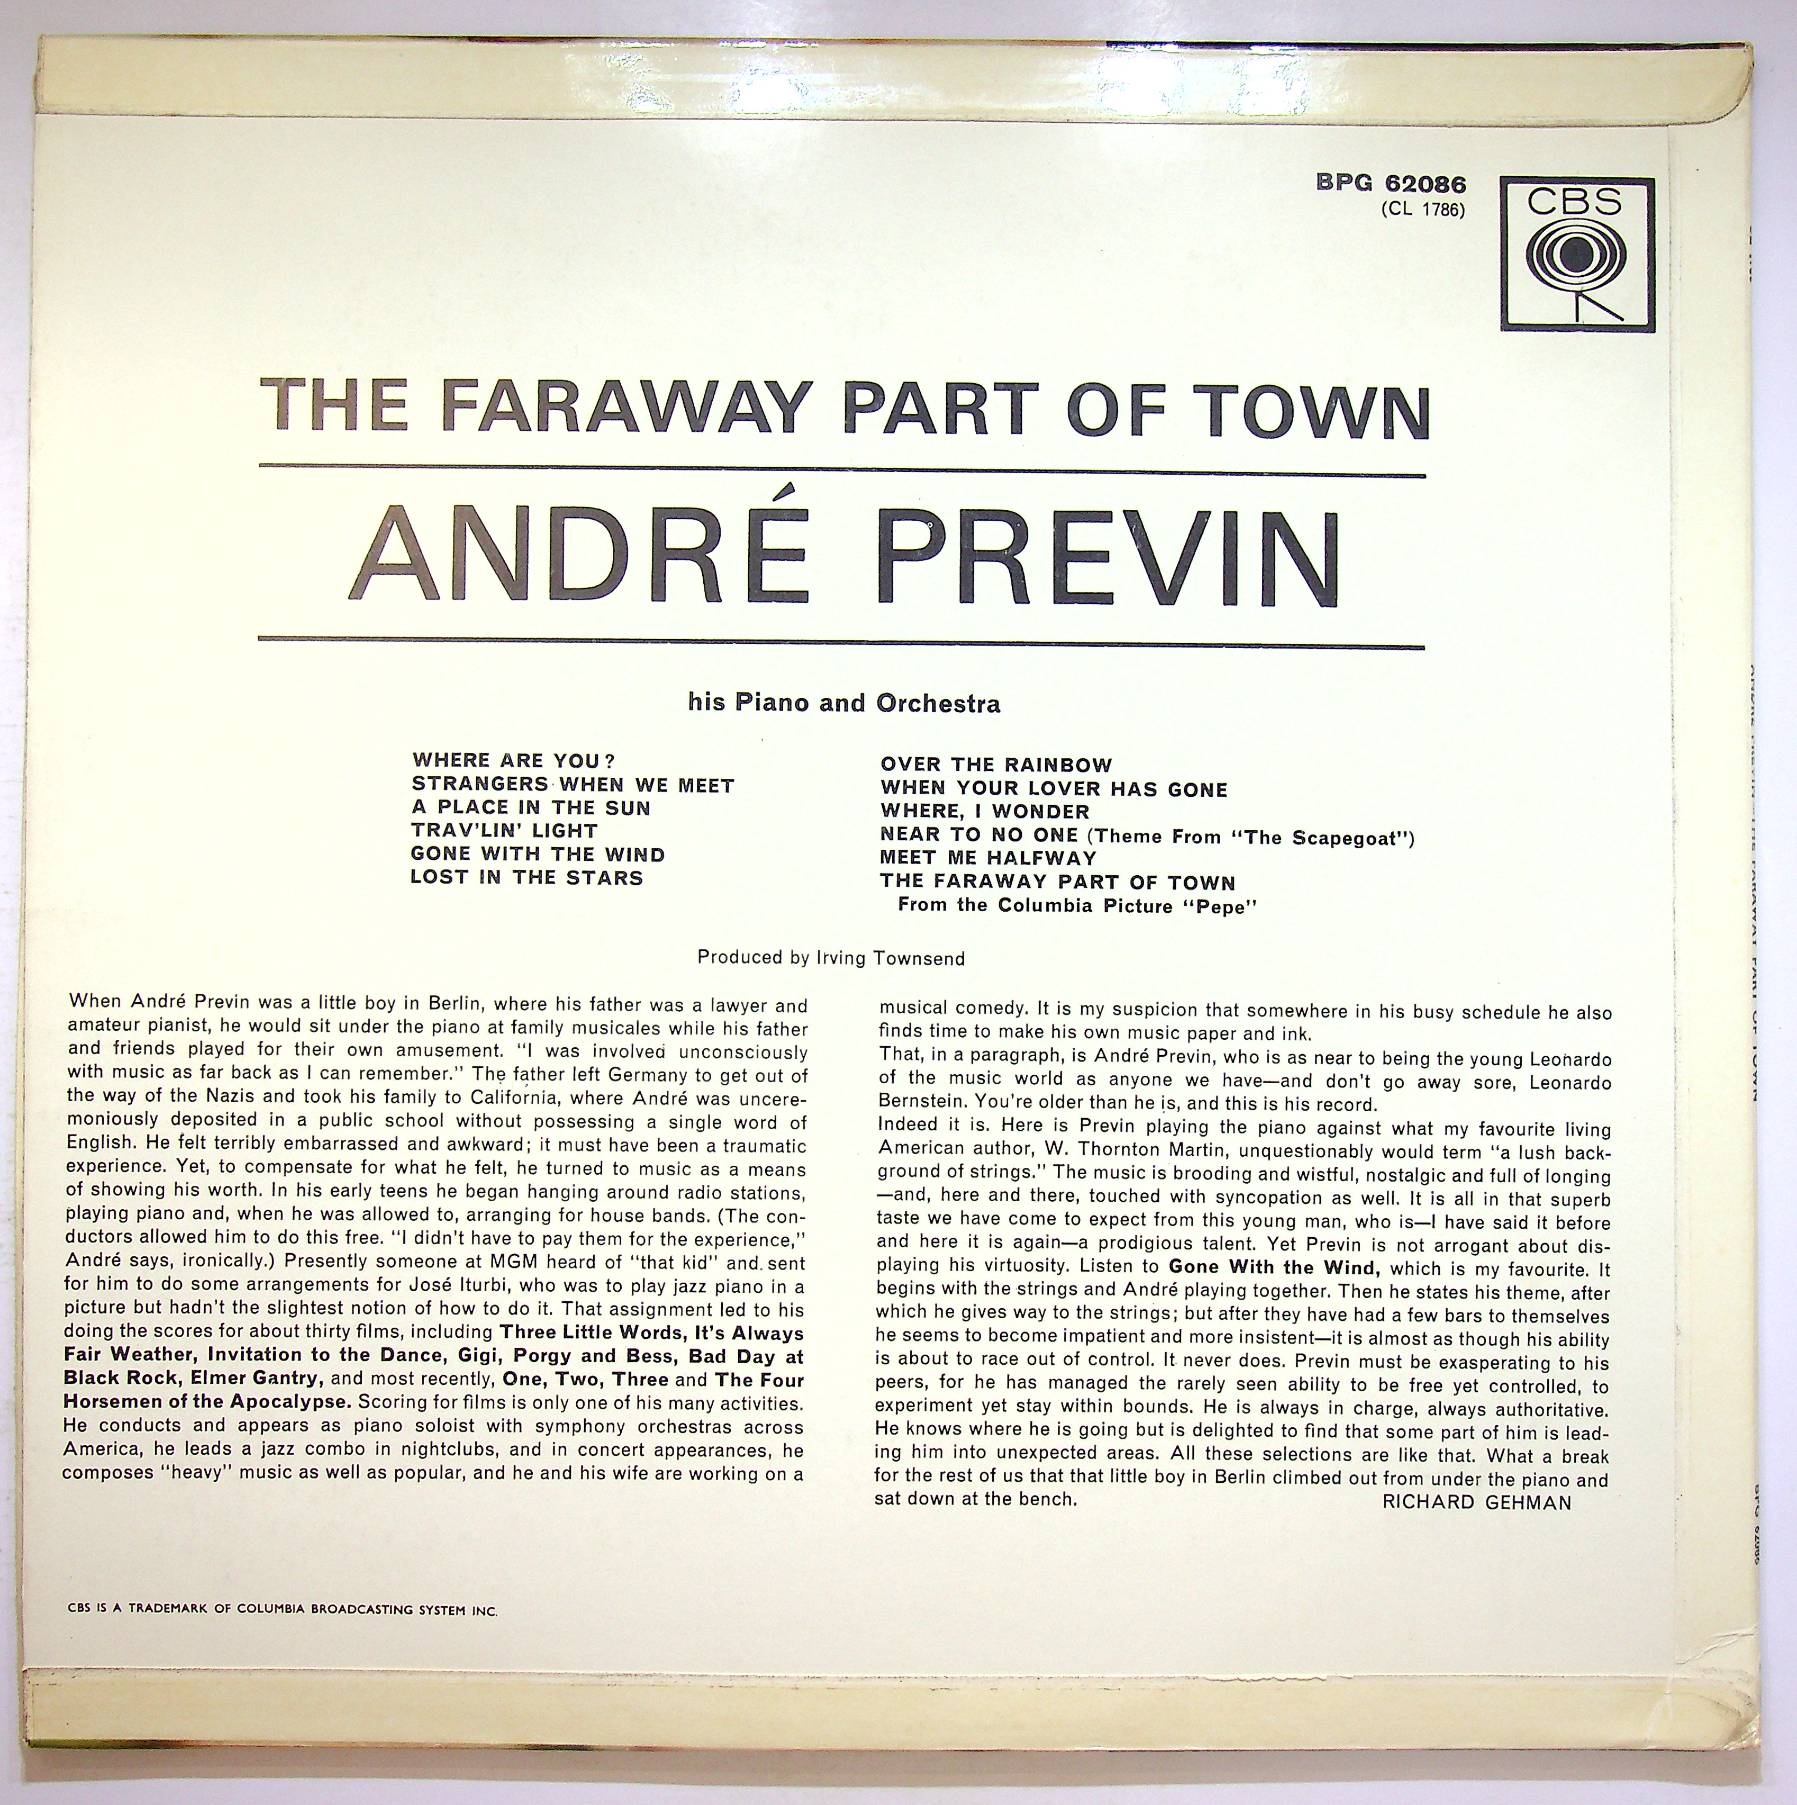 BPG 62086
(CL 1786)
CBS
THE FARAWAY PART OF TOWN
ANDRÉ PREVIN
his Piano and Orchestra
WHERE ARE YOU?
STRANGERS WHEN WE MEET
A PLACE IN THE SUN
TRAV'LIN' LIGHT
GONE WITH THE WIND
LOST IN THE STARS
OVER THE RAINBOW
WHEN YOUR LOVER HAS GONE
WHERE, I WONDER
NEAR TO NO ONE (Theme From "The Scapegoat")
MEET ME HALFWAY
THE FARAWAY PART OF TOWN
From the Columbia Picture "Pepe"
Produced by Irving Townsend
When André Previn was a little boy in Berlin, where his father was a lawyer and
amateur pianist, he would sit under the piano at family musicales while his father
and friends played for their own amusement. "I was involved unconsciously
with music as far back as I can remember." The father left Germany to get out of
the way of the Nazis and took his family to California, where André was uncere-
moniously deposited in a public school without possessing a single word of
English. He felt terribly embarrassed and awkward; it must have been a traumatic
experience. Yet, to compensate for what he felt, he turned to music as a means
of showing his worth. In his early teens he began hanging around radio stations,
playing piano and, when he was allowed to, arranging for house bands. (The con-
ductors allowed him to do this free. "I didn't have to pay them for the experience,"
André says, ironically.) Presently someone at MGM heard of "that kid" and sent
for him to do some arrangements for José Iturbi, who was to play jazz piano in a
picture but hadn't the slightest notion of how to do it. That assignment led to his
doing the scores for about thirty films, including Three Little Words, It's Always
Fair Weather, Invitation to the Dance, Gigi, Porgy and Bess, Bad Day at
Black Rock, Elmer Gantry, and most recently, One, Two, Three and The Four
Horsemen of the Apocalypse. Scoring for films is only one of his many activities.
He conducts and appears as piano soloist with symphony orchestras across
America, he leads a jazz combo in nightclubs, and in concert appearances, he
composes "heavy" music as well as popular, and he and his wife are working on a
musical comedy. It is my suspicion that somewhere in his busy schedule he also
finds time to make his own music paper and ink.
That, in a paragraph, is André Previn, who is as near to being the young Leonardo
of the music world as anyone we have—and don't go away sore, Leonardo
Bernstein. You're older than he is, and this is his record.
Indeed it is. Here is Previn playing the piano against what my favourite living
American author, W. Thornton Martin, unquestionably would term "a lush back-
ground of strings." The music is brooding and wistful, nostalgic and full of longing
—and, here and there, touched with syncopation as well. It is all in that superb
taste we have come to expect from this young man, who is—I have said it before
and here it is again—a prodigious talent. Yet Previn is not arrogant about dis-
playing his virtuosity. Listen to Gone With the Wind, which is my favourite. It
begins with the strings and André playing together. Then he states his theme, after
which he gives way to the strings; but after they have had a few bars to themselves
he seems to become impatient and more insistent—it is almost as though his ability
is about to race out of control. It never does. Previn must be exasperating to his
peers, for he has managed the rarely seen ability to be free yet controlled, to
experiment yet stay within bounds. He is always in charge, always authoritative.
He knows where he is going but is delighted to find that some part of him is lead-
ing him into unexpected areas. All these selections are like that. What a break
for the rest of us that that little boy in Berlin climbed out from under the piano and
sat down at the bench.
RICHARD GEHMAN
CBS IS A TRADEMARK OF COLUMBIA BROADCASTING SYSTEM INC.